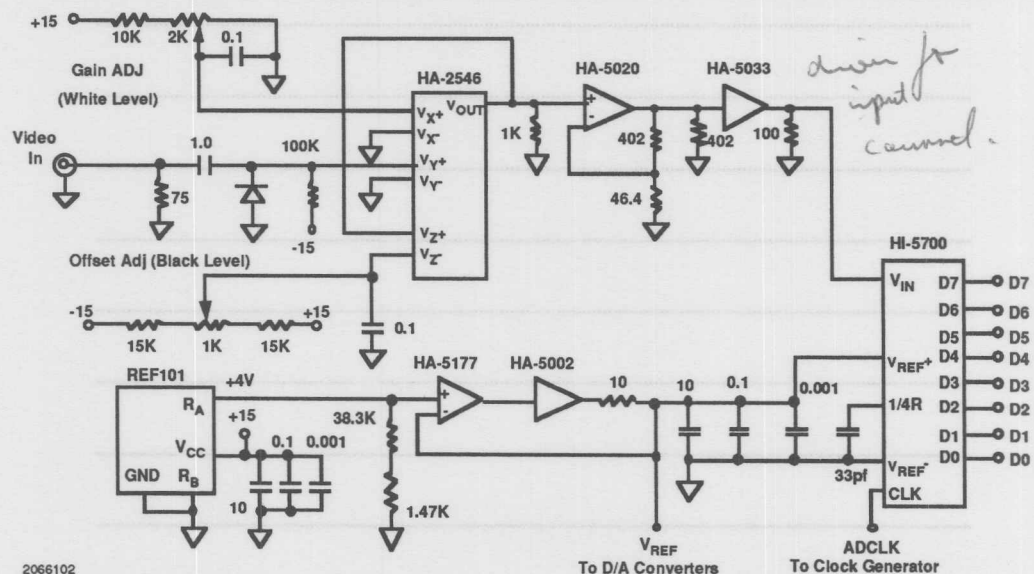 +15
10K
2K
0.1
Gain ADJ
(White Level)
HA-2546
HA-5020
HA-5033
driver for
input
Video
In
1.0
100K
75
-15
VX+
VX-
VY+
VY-
VZ+
VZ-
VOUT
1K
+
-
402
46.4
402
100
Offset Adj (Black Level)
-15
+15
15K
1K
15K
0.1
HI-5700
VIN
VREF+
1/4R
VREF-
CLK
D7
D6
D5
D4
D3
D2
D1
D0
D7
D6
D5
D4
D3
D2
D1
D0
REF101
+4V
RA
VCC
GND
RB
+15
0.1
0.001
10
38.3K
1.47K
HA-5177
+
-
HA-5002
10
10
0.1
0.001
33pf
VREF
To D/A Converters
ADCLK
To Clock Generator
2066102